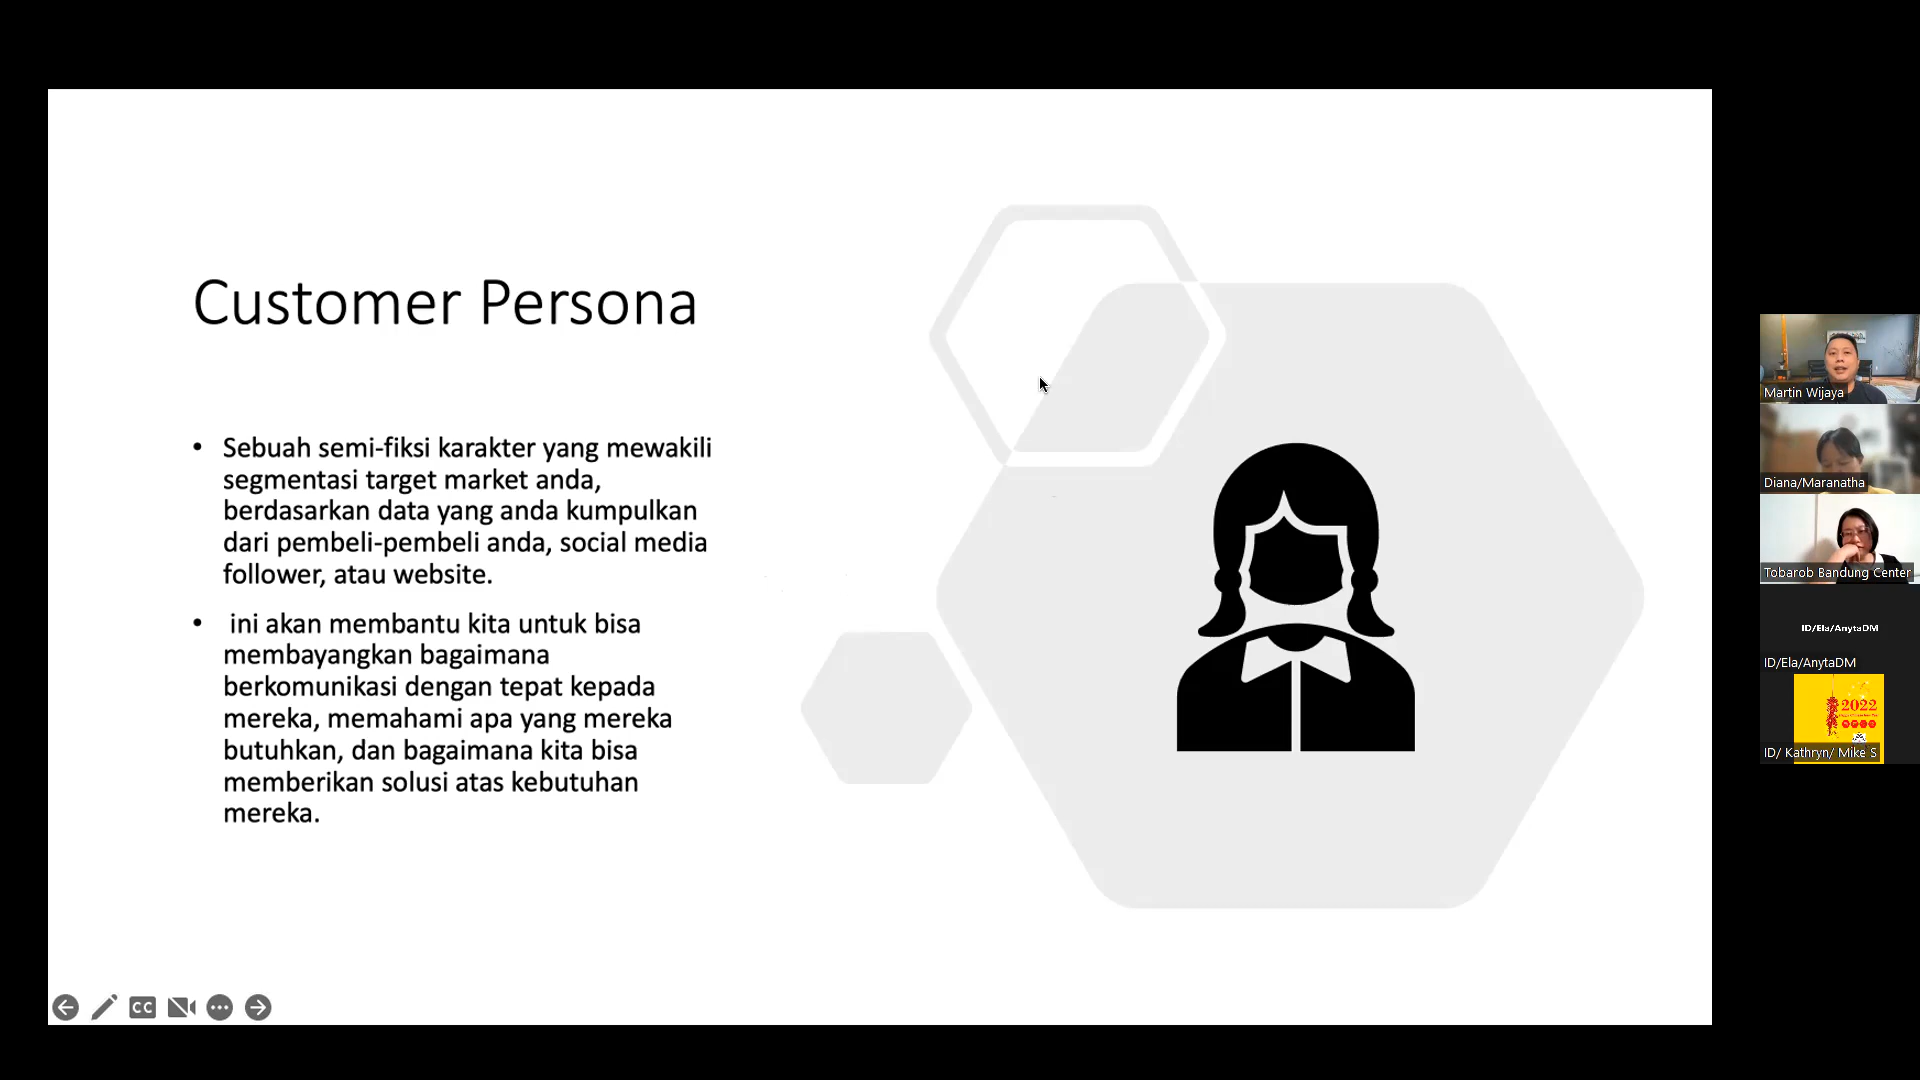 Customer Persona
• Sebuah semi-fiksi karakter yang mewakili
segmentasi target market anda,
berdasarkan data yang anda kumpulkan
dari pembeli-pembeli anda, social media
follower, atau website.
• ini akan membantu kita untuk bisa
membayangkan bagaimana
berkomunikasi dengan tepat kepada
mereka, memahami apa yang mereka
butuhkan, dan bagaimana kita bisa
memberikan solusi atas kebutuhan
mereka.
CC
Martin Wijaya
Diana/Maranatha
Tobarob Bandung Center
ID/Ela/AnytaDM
ID/Ela/AnytaDM
2022
ID/ Kathryn/ Mike S